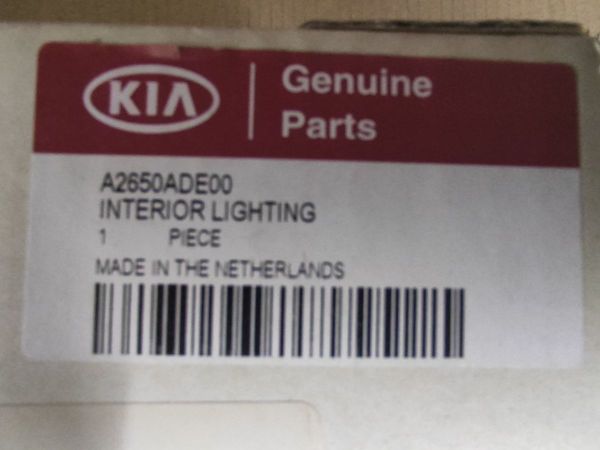 KIA
Genuine
Parts
A2650ADE00
INTERIOR LIGHTING
1 PIECE
MADE IN THE NETHERLANDS